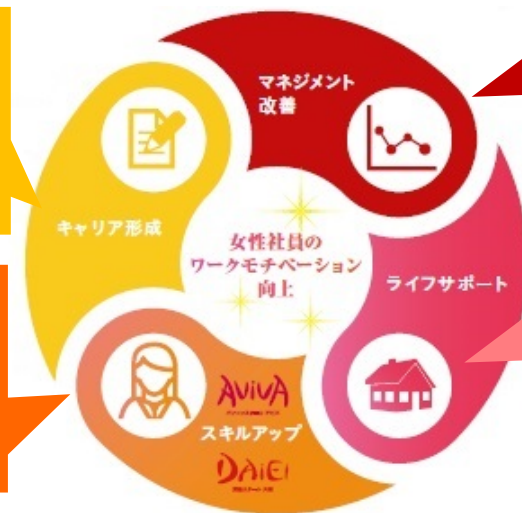 マネジメント
改善
キャリア形成
女性社員の
ワークモチベーション
向上
ライフサポート
AViVA
スキルアップ
DAiEi